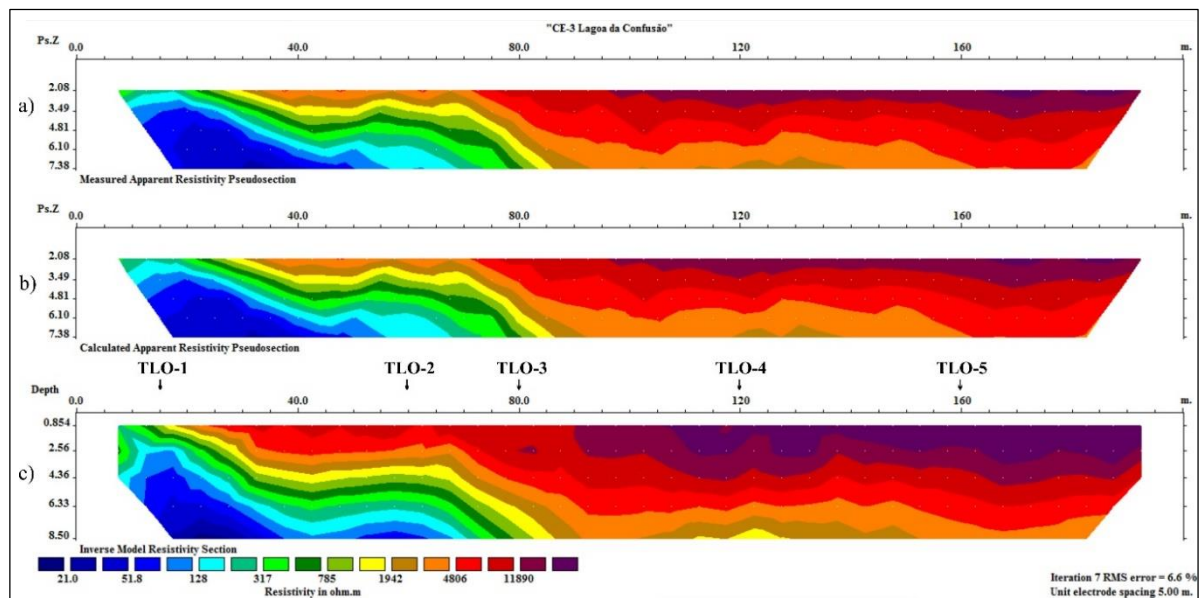 "CE-3 Lagoa da Confusão"
Ps.Z 0.0 40.0 80.0 120 160 m.
a)
2.08
3.49
4.81
6.10
7.38
Measured Apparent Resistivity Pseudosection
Ps.Z 0.0 40.0 80.0 120 160 m.
b)
2.08
3.49
4.81
6.10
7.38
Calculated Apparent Resistivity Pseudosection
TLO-1 TLO-2 TLO-3 TLO-4 TLO-5
Depth 0.0 40.0 80.0 120 160 m.
c)
0.854
2.56
4.36
6.33
8.50
Inverse Model Resistivity Section
21.0 51.8 128 317 785 1942 4806 11890
Resistivity in ohm.m
Iteration 7 RMS error = 6.6 %
Unit electrode spacing 5.00 m.